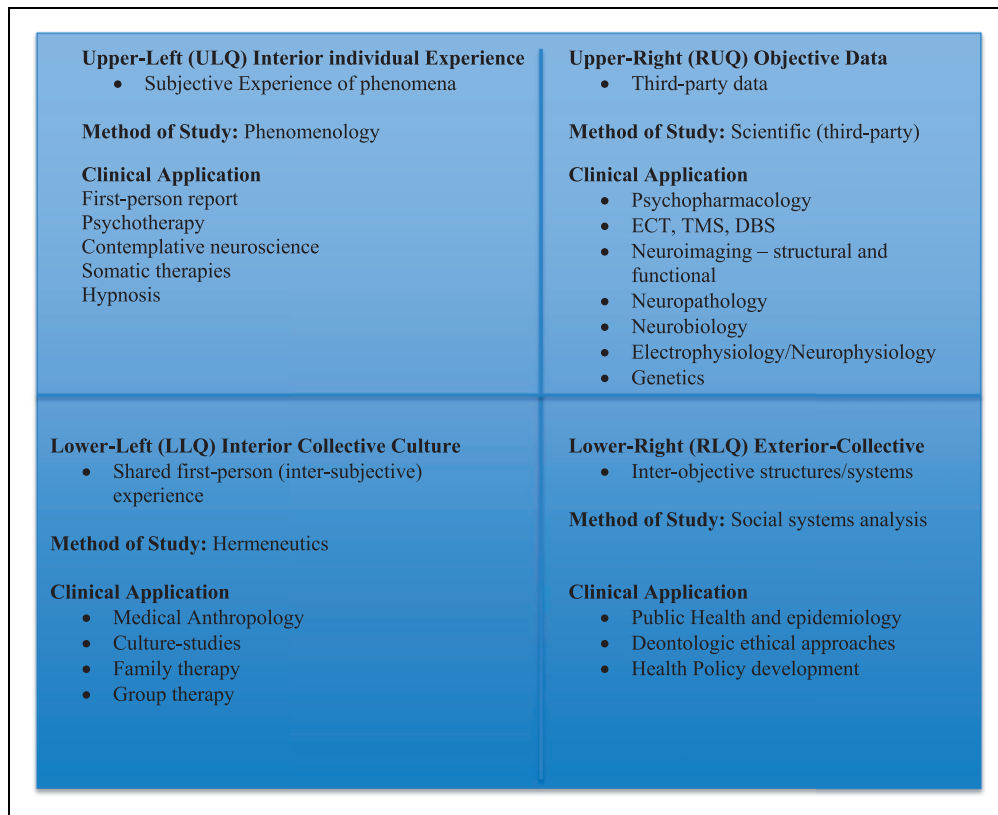 Upper-Left (ULQ) Interior individual Experience
• Subjective Experience of phenomena
Method of Study: Phenomenology
Clinical Application
First-person report
Psychotherapy
Contemplative neuroscience
Somatic therapies
Hypnosis
Upper-Right (RUQ) Objective Data
• Third-party data
Method of Study: Scientific (third-party)
Clinical Application
• Psychopharmacology
• ECT, TMS, DBS
• Neuroimaging – structural and
functional
• Neuropathology
• Neurobiology
• Electrophysiology/Neurophysiology
• Genetics
Lower-Left (LLQ) Interior Collective Culture
• Shared first-person (inter-subjective)
experience
Method of Study: Hermeneutics
Clinical Application
• Medical Anthropology
• Culture-studies
• Family therapy
• Group therapy
Lower-Right (RLQ) Exterior-Collective
• Inter-objective structures/systems
Method of Study: Social systems analysis
Clinical Application
• Public Health and epidemiology
• Deontologic ethical approaches
• Health Policy development